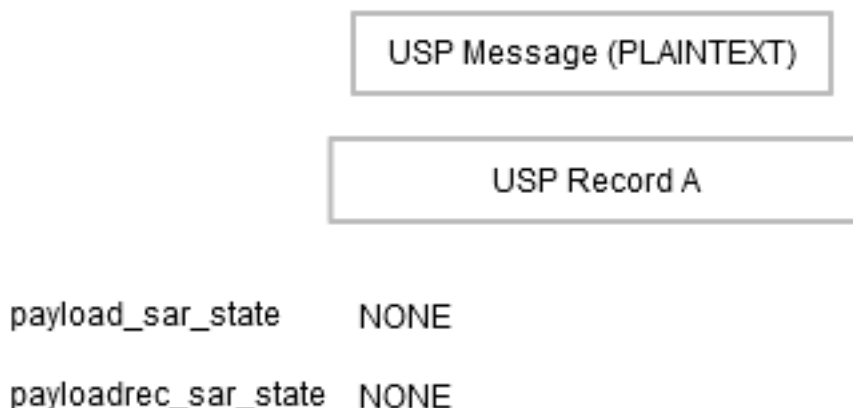 USP Message (PLAINTEXT)
USP Record A
payload_sar_state NONE
payloadrec_sar_state NONE